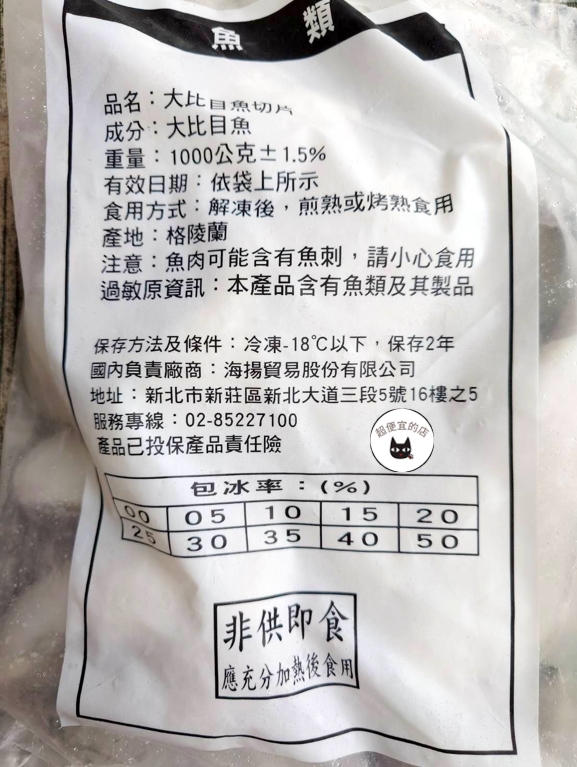 魚類
品名：大比目魚切片
成分：大比目魚
重量：1000公克±1.5%
有效日期：依袋上所示
食用方式：解凍後，煎熟或烤熟食用
產地：格陵蘭
注意：魚肉可能含有魚刺，請小心食用
過敏原資訊：本產品含有魚類及其製品
保存方法及條件：冷凍-18℃以下，保存2年
國內負責廠商：海揚貿易股份有限公司
地址：新北市新莊區新北大道三段5號16樓之5
服務專線：02-85227100
產品已投保產品責任險
超便宜的店
包冰率：(%)
00 05 10 15 20
25 30 35 40 50
非供即食
應充分加熱後食用